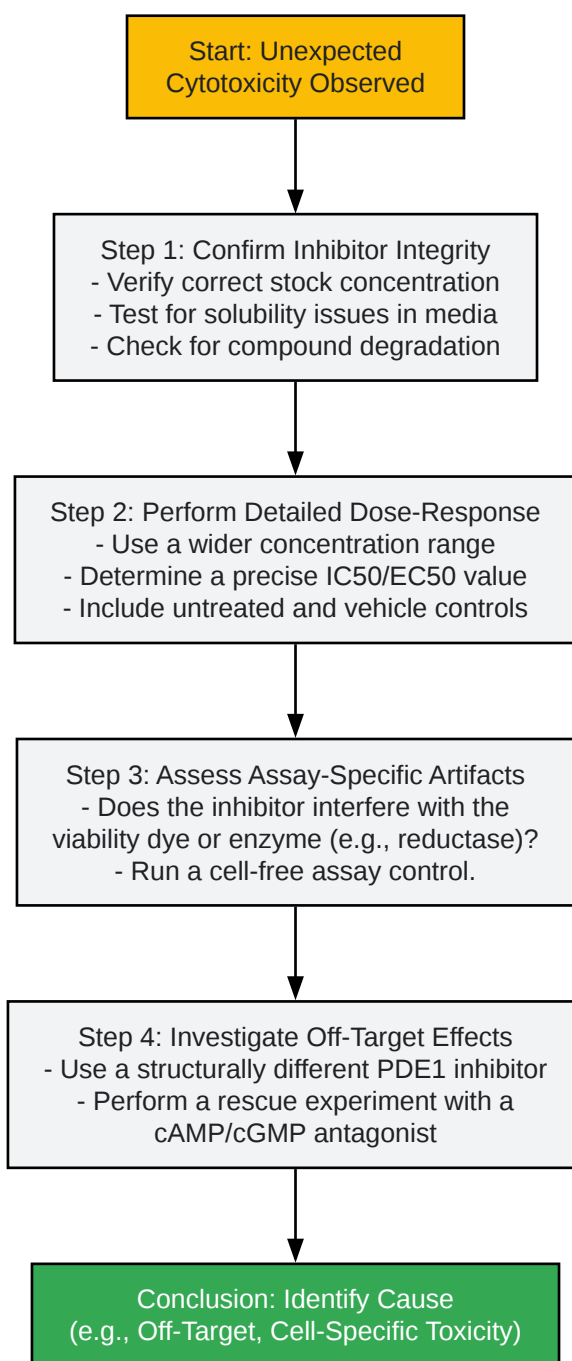 Start: Unexpected
Cytotoxicity Observed
Step 1: Confirm Inhibitor Integrity
- Verify correct stock concentration
- Test for solubility issues in media
- Check for compound degradation
Step 2: Perform Detailed Dose-Response
- Use a wider concentration range
- Determine a precise IC50/EC50 value
- Include untreated and vehicle controls
Step 3: Assess Assay-Specific Artifacts
- Does the inhibitor interfere with the
viability dye or enzyme (e.g., reductase)?
- Run a cell-free assay control.
Step 4: Investigate Off-Target Effects
- Use a structurally different PDE1 inhibitor
- Perform a rescue experiment with a
cAMP/cGMP antagonist
Conclusion: Identify Cause
(e.g., Off-Target, Cell-Specific Toxicity)